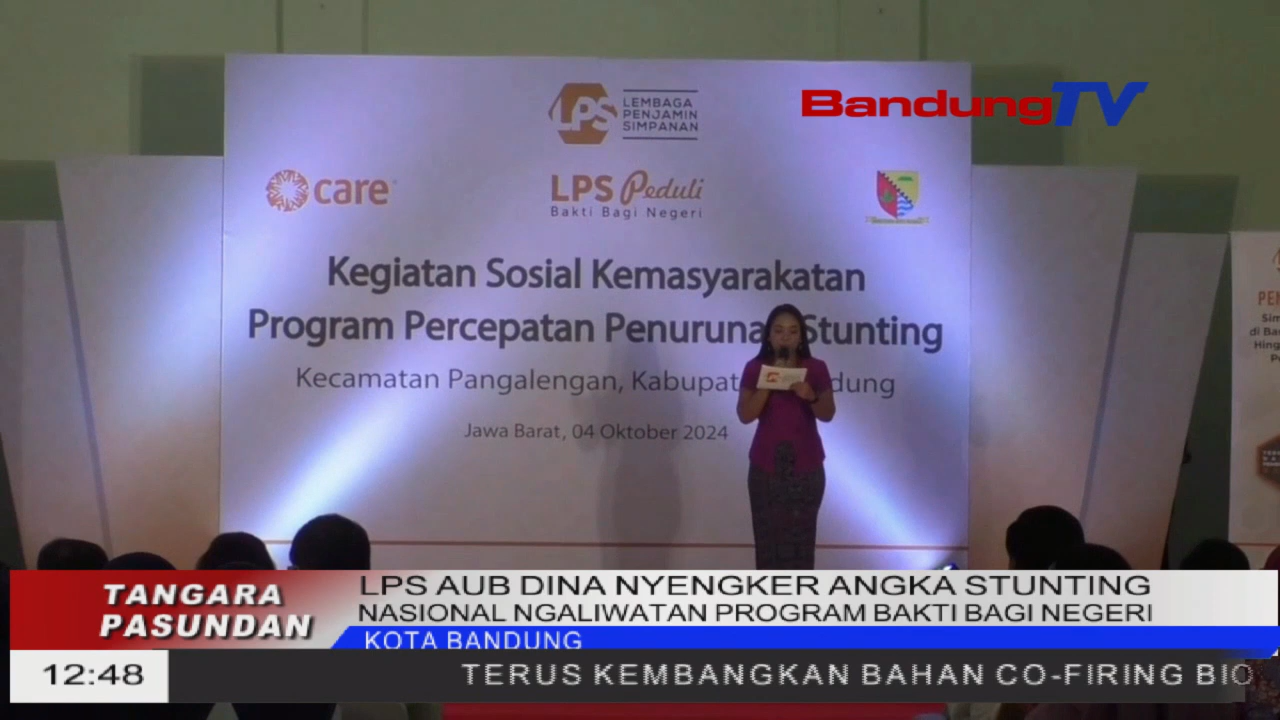 BandungTV
LPS LEMBAGA
PENJAMIN
SIMPANAN
care
LPS Peduli
Bakti Bagi Negeri
Kegiatan Sosial Kemasyarakatan
Program Percepatan Penurunan Stunting
Kecamatan Pangalengan, Kabupat dung
Jawa Barat, 04 Oktober 2024
TANGARA
PASUNDAN
LPS AUB DINA NYENGKER ANGKA STUNTING
NASIONAL NGALIWATAN PROGRAM BAKTI BAGI NEGERI
KOTA BANDUNG
12:48
TERUS KEMBANGKAN BAHAN CO-FIRING BIO